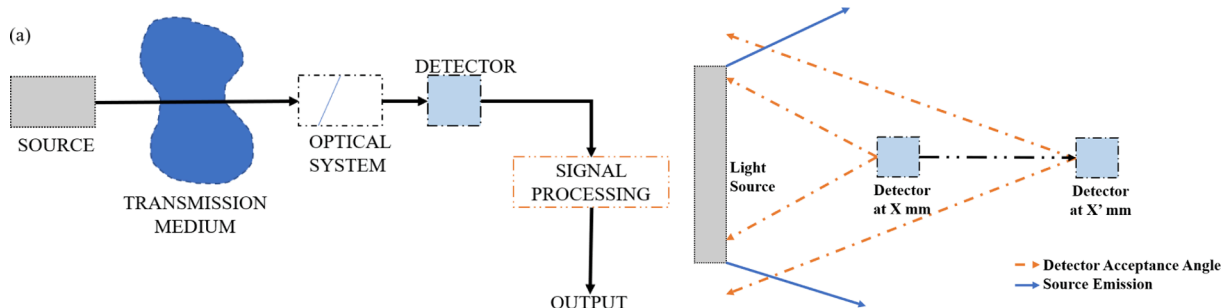 (a)
SOURCE
TRANSMISSION
MEDIUM
OPTICAL
SYSTEM
DETECTOR
SIGNAL
PROCESSING
OUTPUT
Light
Source
Detector
at X mm
Detector
at X’ mm
Detector Acceptance Angle
Source Emission